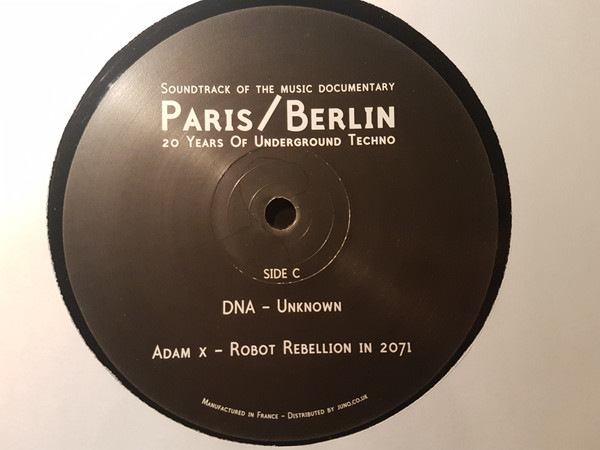 Soundtrack of the music documentary
Paris/Berlin
20 Years Of Underground Techno
SIDE C
DNA - Unknown
Adam x - Robot Rebellion in 2071
Manufactured in France - Distributed by juno.co.uk